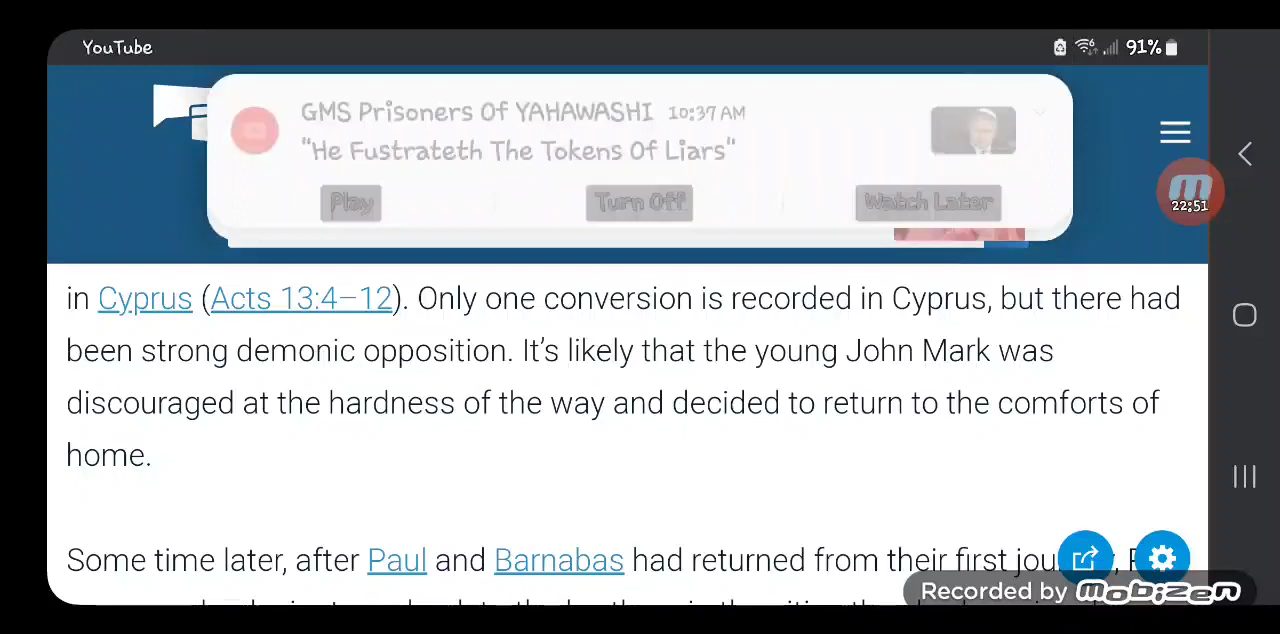 YouTube 91%
GMS Prisoners Of YAHAWASHI 10:37 AM
"He Fustrateth The Tokens Of Liars"
Play Turn Off Watch Later
22:51
in Cyprus (Acts 13:4–12). Only one conversion is recorded in Cyprus, but there had
been strong demonic opposition. It's likely that the young John Mark was
discouraged at the hardness of the way and decided to return to the comforts of
home.
Some time later, after Paul and Barnabas had returned from their first
Recorded by Mobizen